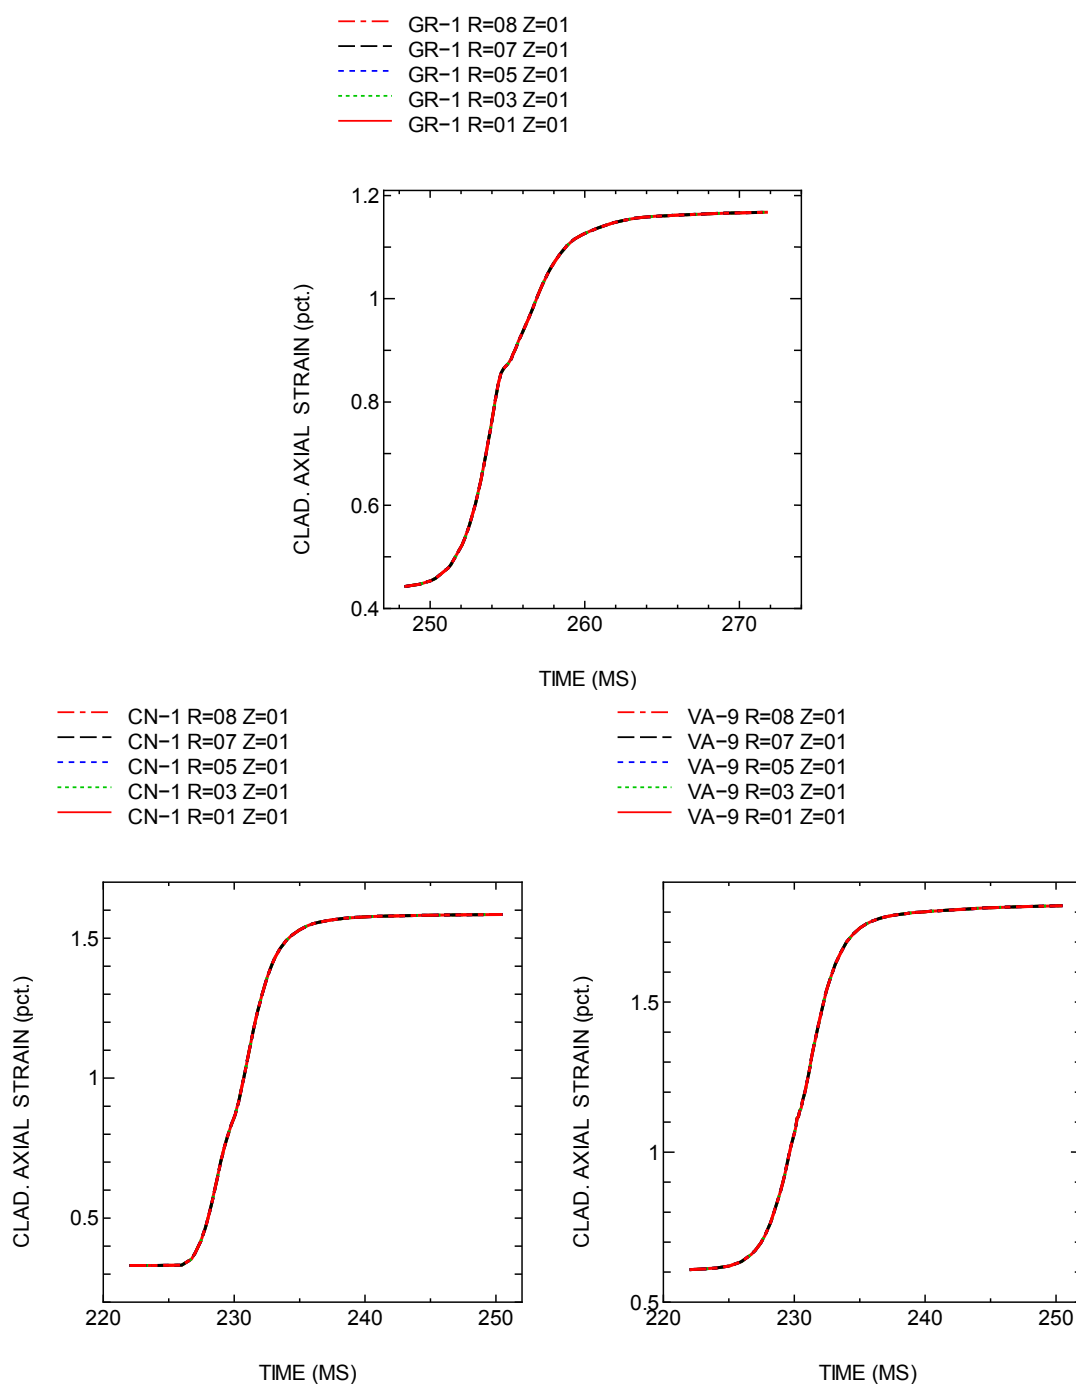 GR−1 R=08 Z=01
GR−1 R=07 Z=01
GR−1 R=05 Z=01
GR−1 R=03 Z=01
GR−1 R=01 Z=01
1.2
1
0.8
0.6
0.4
CLAD. AXIAL STRAIN (pct.)
250 260 270
TIME (MS)
CN−1 R=08 Z=01
CN−1 R=07 Z=01
CN−1 R=05 Z=01
CN−1 R=03 Z=01
CN−1 R=01 Z=01
1.5
1
0.5
CLAD. AXIAL STRAIN (pct.)
220 230 240 250
TIME (MS)
VA−9 R=08 Z=01
VA−9 R=07 Z=01
VA−9 R=05 Z=01
VA−9 R=03 Z=01
VA−9 R=01 Z=01
1.5
1
0.5
CLAD. AXIAL STRAIN (pct.)
220 230 240 250
TIME (MS)